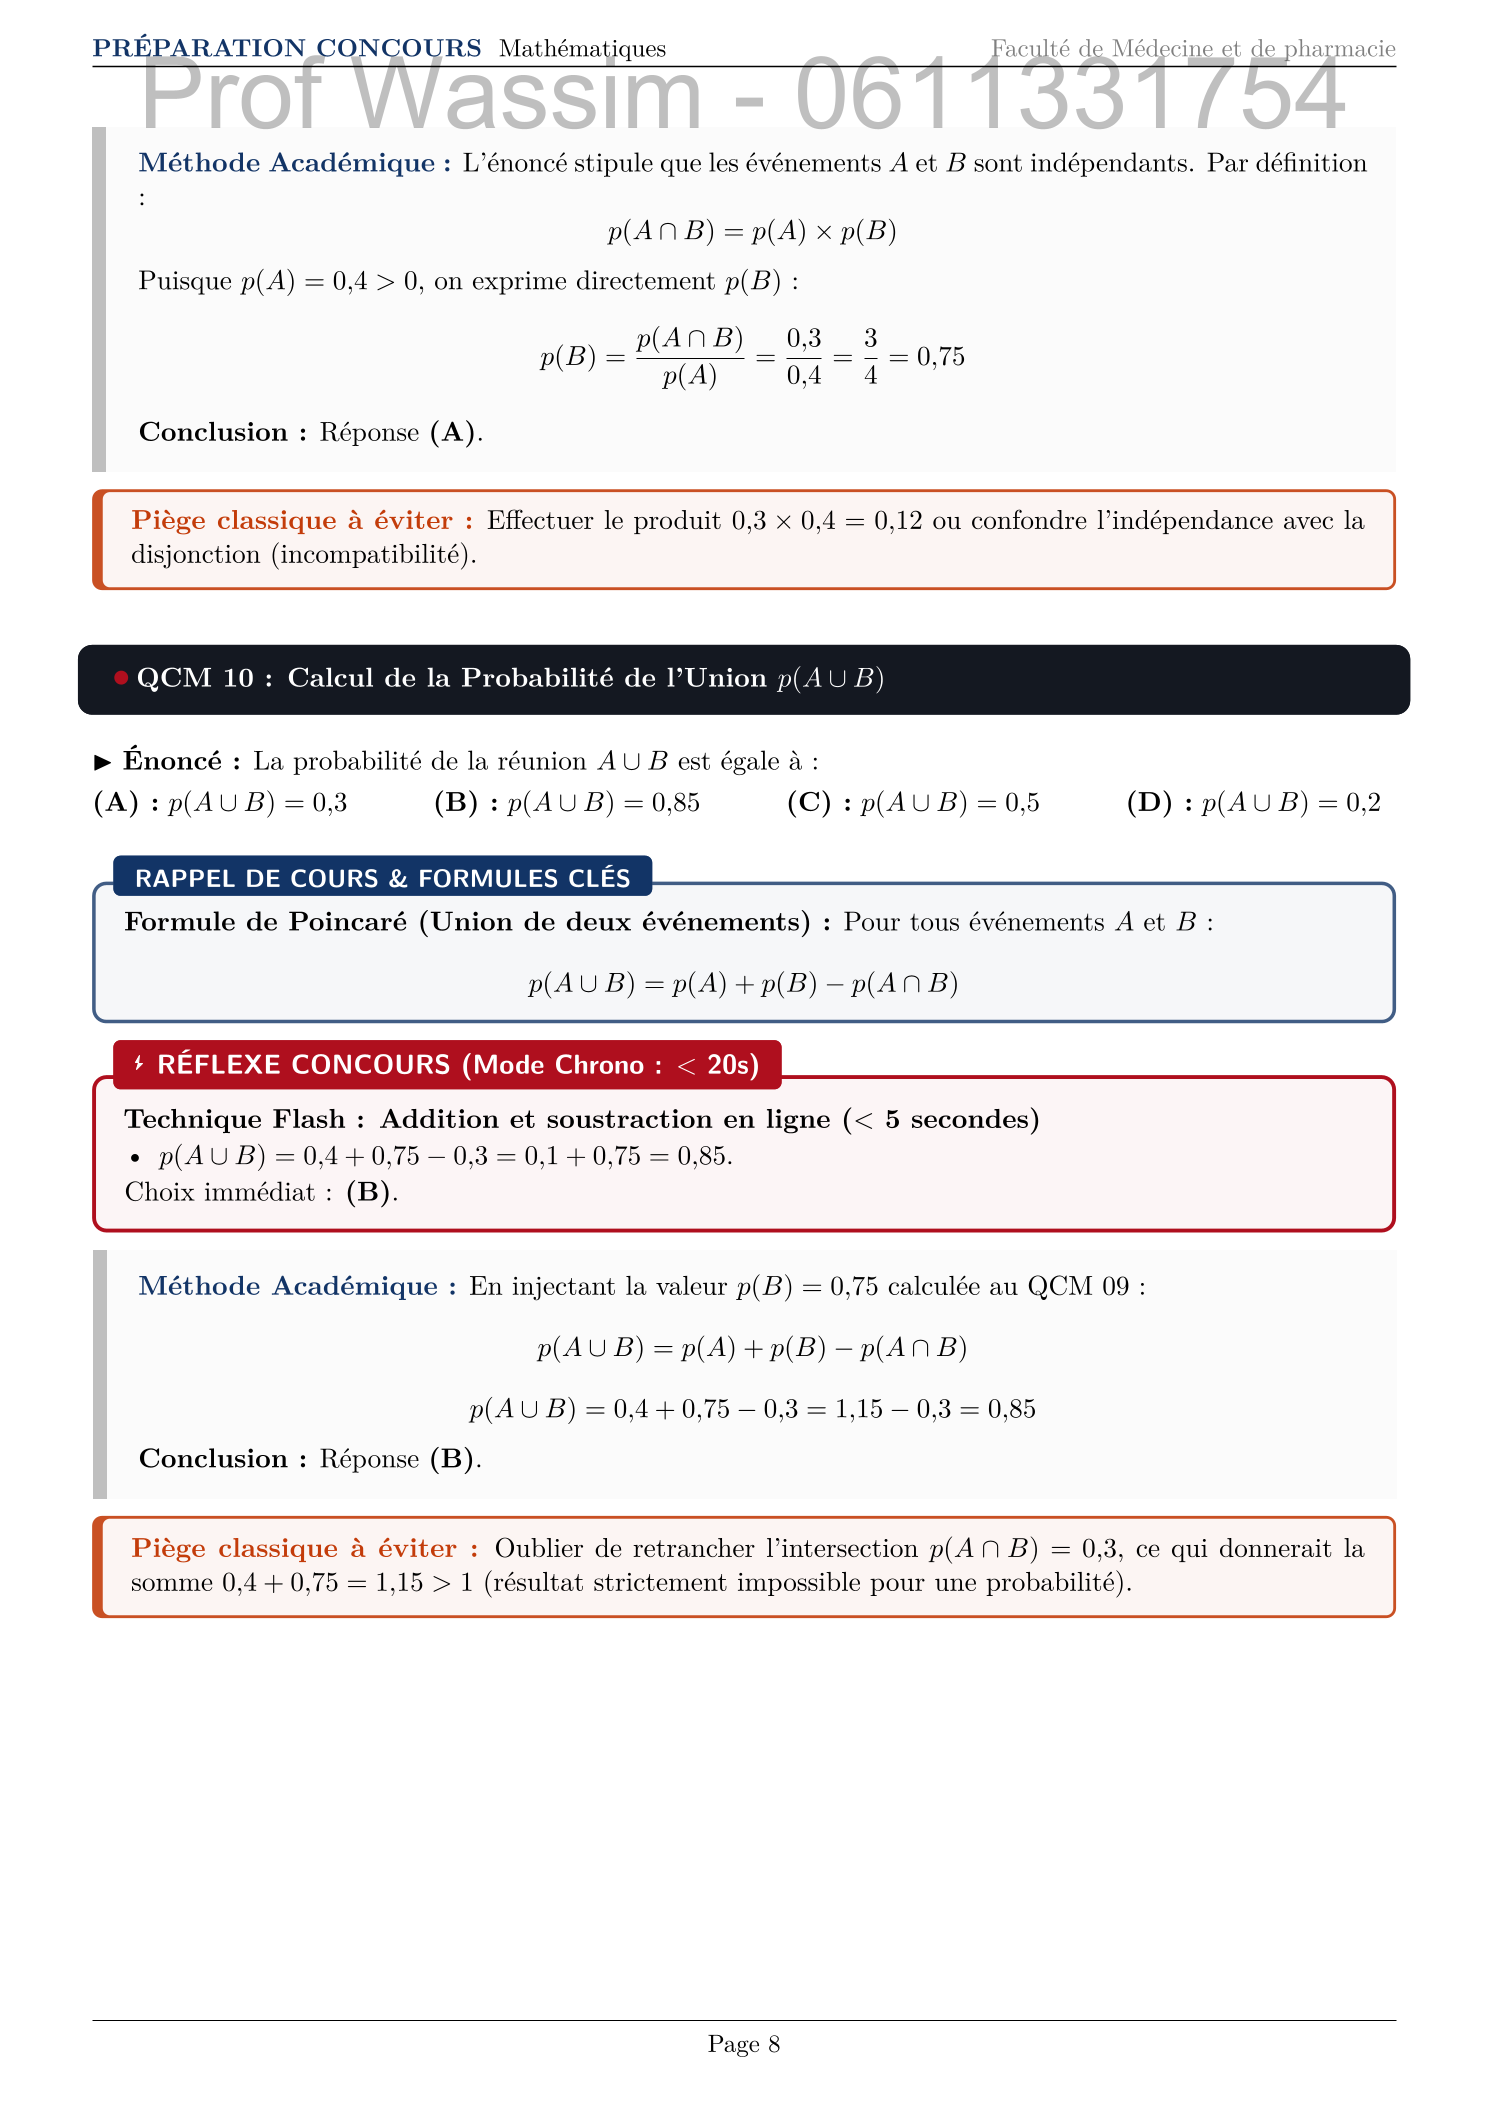 PRÉPARATION CONCOURS Mathématiques Faculté de Médecine et de pharmacie
Prof Wassim - 0611331754
Méthode Académique : L'énoncé stipule que les événements A et B sont indépendants. Par définition
:
p(A ∩ B) = p(A) × p(B)
Puisque p(A) = 0,4 > 0, on exprime directement p(B) :
p(B) = p(A ∩ B)/p(A) = 0,3/0,4 = 3/4 = 0,75
Conclusion : Réponse (A).
Piège classique à éviter : Effectuer le produit 0,3 × 0,4 = 0,12 ou confondre l'indépendance avec la
disjonction (incompatibilité).
● QCM 10 : Calcul de la Probabilité de l'Union p(A ∪ B)
▶ Énoncé : La probabilité de la réunion A ∪ B est égale à :
(A) : p(A ∪ B) = 0,3 (B) : p(A ∪ B) = 0,85 (C) : p(A ∪ B) = 0,5 (D) : p(A ∪ B) = 0,2
RAPPEL DE COURS & FORMULES CLÉS
Formule de Poincaré (Union de deux événements) : Pour tous événements A et B :
p(A ∪ B) = p(A) + p(B) − p(A ∩ B)
RÉFLEXE CONCOURS (Mode Chrono : < 20s)
Technique Flash : Addition et soustraction en ligne (< 5 secondes)
• p(A ∪ B) = 0,4 + 0,75 − 0,3 = 0,1 + 0,75 = 0,85.
Choix immédiat : (B).
Méthode Académique : En injectant la valeur p(B) = 0,75 calculée au QCM 09 :
p(A ∪ B) = p(A) + p(B) − p(A ∩ B)
p(A ∪ B) = 0,4 + 0,75 − 0,3 = 1,15 − 0,3 = 0,85
Conclusion : Réponse (B).
Piège classique à éviter : Oublier de retrancher l'intersection p(A ∩ B) = 0,3, ce qui donnerait la
somme 0,4 + 0,75 = 1,15 > 1 (résultat strictement impossible pour une probabilité).
Page 8